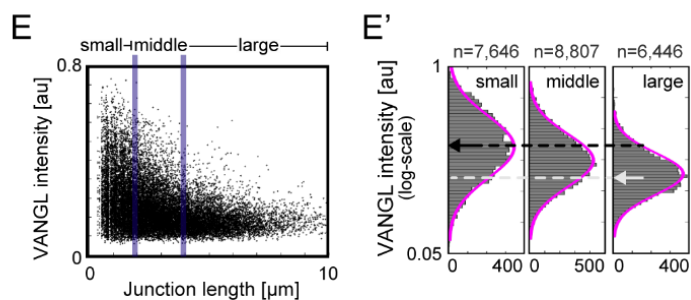 E
small middle large
0.8
VANGL intensity [au]
0
0 10
Junction length [µm]
E’
n=7,646 n=8,807 n=6,446
1
small middle large
VANGL intensity [au]
(log-scale)
0.05
0 400 0 500 0 400